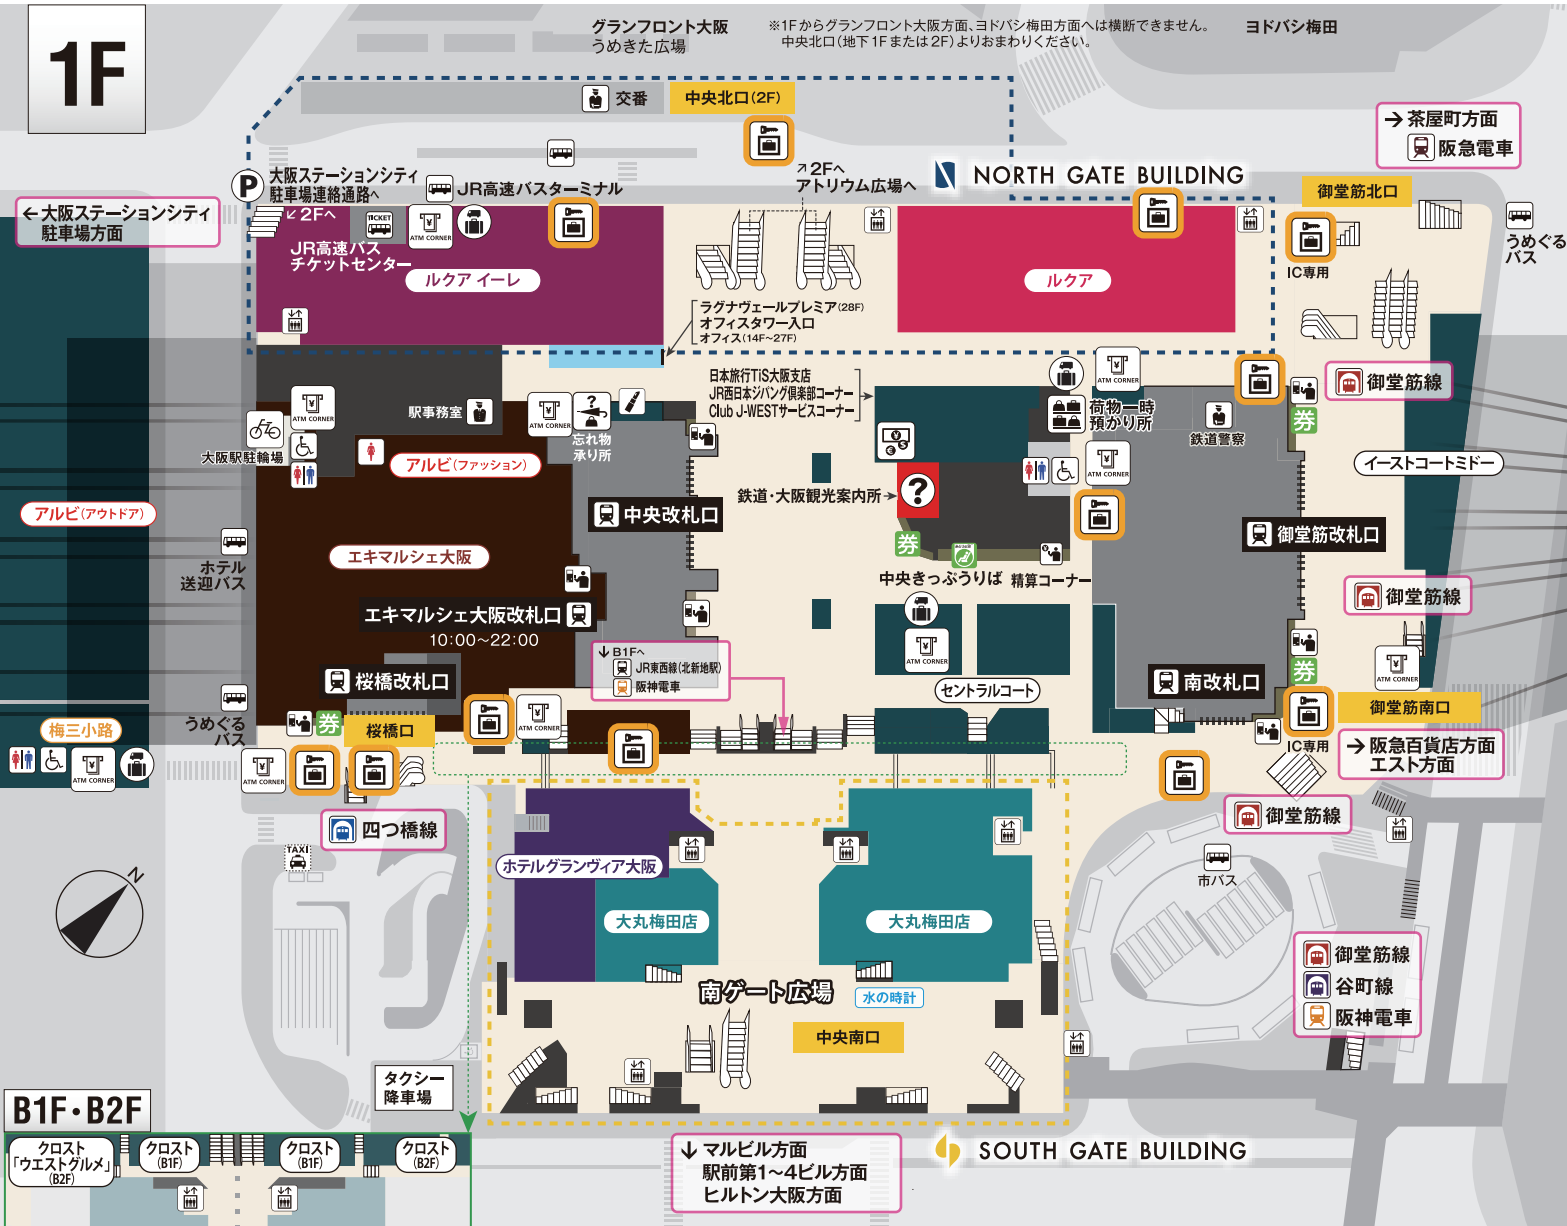 1F
グランフロント大阪
うめきた広場
※1Fからグランフロント大阪方面、ヨドバシ梅田方面へは横断できません。
中央北口(地下1Fまたは2F)よりおまわりください。
ヨドバシ梅田
交番
中央北口(2F)
→茶屋町方面
阪急電車
P
大阪ステーションシティ
駐車場連絡通路へ
↙2Fへ
JR高速バスターミナル
↗2Fへ
アトリウム広場へ
NORTH GATE BUILDING
御堂筋北口
←大阪ステーションシティ
駐車場方面
TICKET
ATM CORNER
JR高速バス
チケットセンター
ルクア イーレ
ルクア
IC専用
うめぐる
バス
ラグナヴェールプレミア(28F)
オフィスタワー入口
オフィス(14F〜27F)
日本旅行TiS大阪支店
JR西日本ジパング倶楽部コーナー
Club J-WESTサービスコーナー
ATM CORNER
御堂筋線
駅事務室
ATM CORNER
ATM CORNER
忘れ物
承り所
荷物一時
預かり所
鉄道警察
券
大阪駅駐輪場
アルビ(ファッション)
ATM CORNER
イーストコートミドー
鉄道・大阪観光案内所→
?
アルビ(アウトドア)
中央改札口
御堂筋改札口
券
エキマルシェ大阪
ホテル
送迎バス
中央きっぷうりば
精算コーナー
御堂筋線
エキマルシェ大阪改札口
10:00〜22:00
↓B1Fへ
JR東西線(北新地駅)
阪神電車
ATM CORNER
ATM CORNER
券
桜橋改札口
セントラルコート
南改札口
うめぐる
バス
梅三小路
券
桜橋口
ATM CORNER
御堂筋南口
ATM CORNER
ATM CORNER
IC専用
→阪急百貨店方面
エスト方面
四つ橋線
御堂筋線
TAXI
ホテルグランヴィア大阪
市バス
N
大丸梅田店
大丸梅田店
御堂筋線
谷町線
阪神電車
南ゲート広場
水の時計
中央南口
タクシー
降車場
B1F・B2F
クロスト
「ウエストグルメ」
(B2F)
クロスト
(B1F)
クロスト
(B1F)
クロスト
(B2F)
↓マルビル方面
駅前第1〜4ビル方面
ヒルトン大阪方面
SOUTH GATE BUILDING